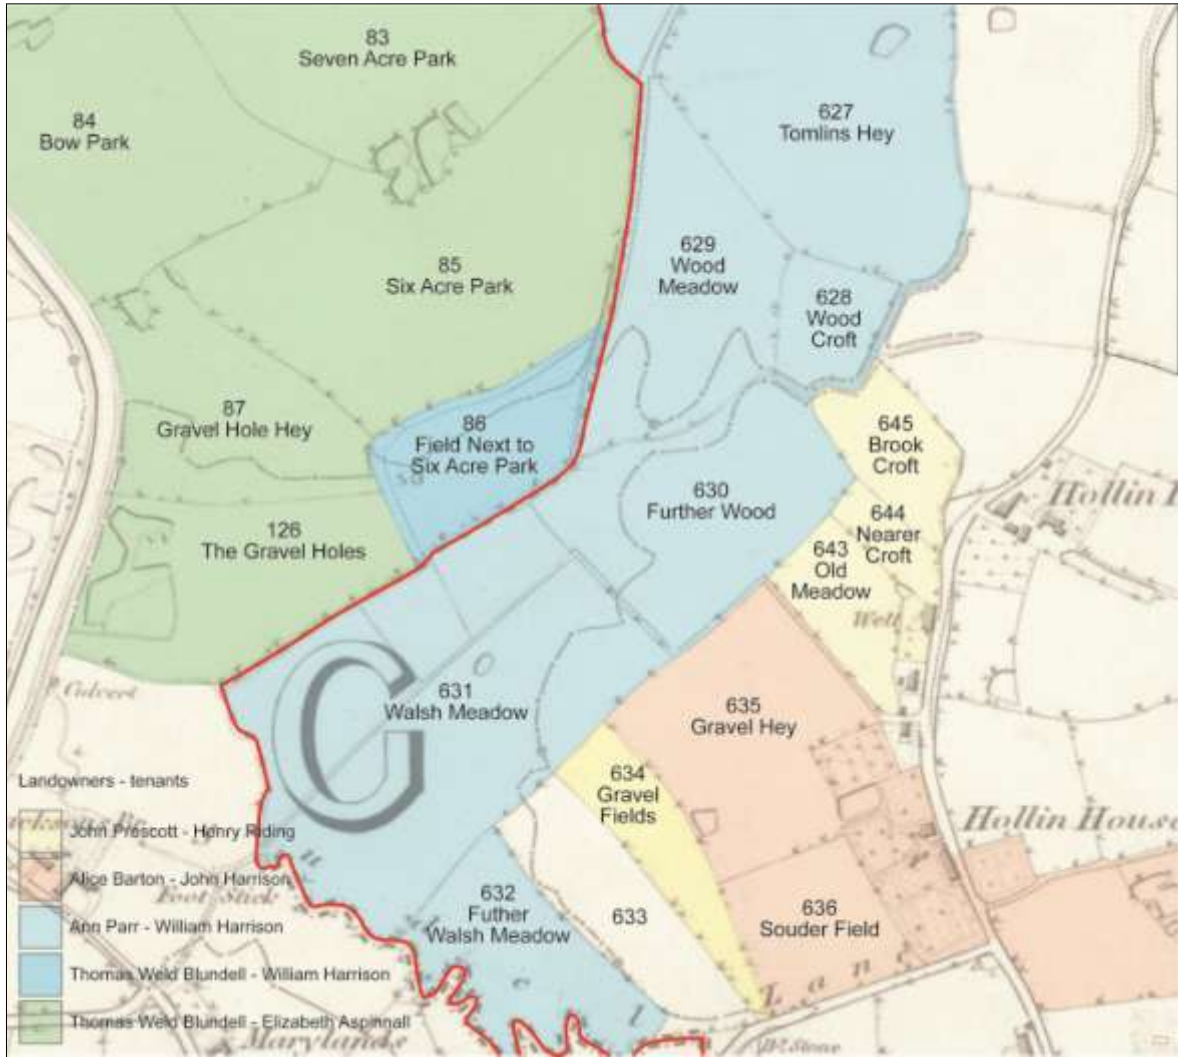 83
Seven Acre Park
84
Bow Park
627
Tomlins Hey
629
Wood
Meadow
85
Six Acre Park
628
Wood
Croft
87
Gravel Hole Hey
86
Field Next to
Six Acre Park
645
Brook
Croft
630
Further Wood
Hollin
126
The Gravel Holes
644
Nearer
Croft
643
Old
Meadow
Well
Culvert
G
631
Walsh Meadow
635
Gravel Hey
634
Gravel
Fields
Hollin House
632
Futher
Walsh Meadow
633
636
Souder Field
Lane
Foot Stick
Marylands
Landowners - tenants
John Prescott - Henry Riding
Alice Barton - John Harrison
Ann Parr - William Harrison
Thomas Weld Blundell - William Harrison
Thomas Weld Blundell - Elizabeth Aspinnall